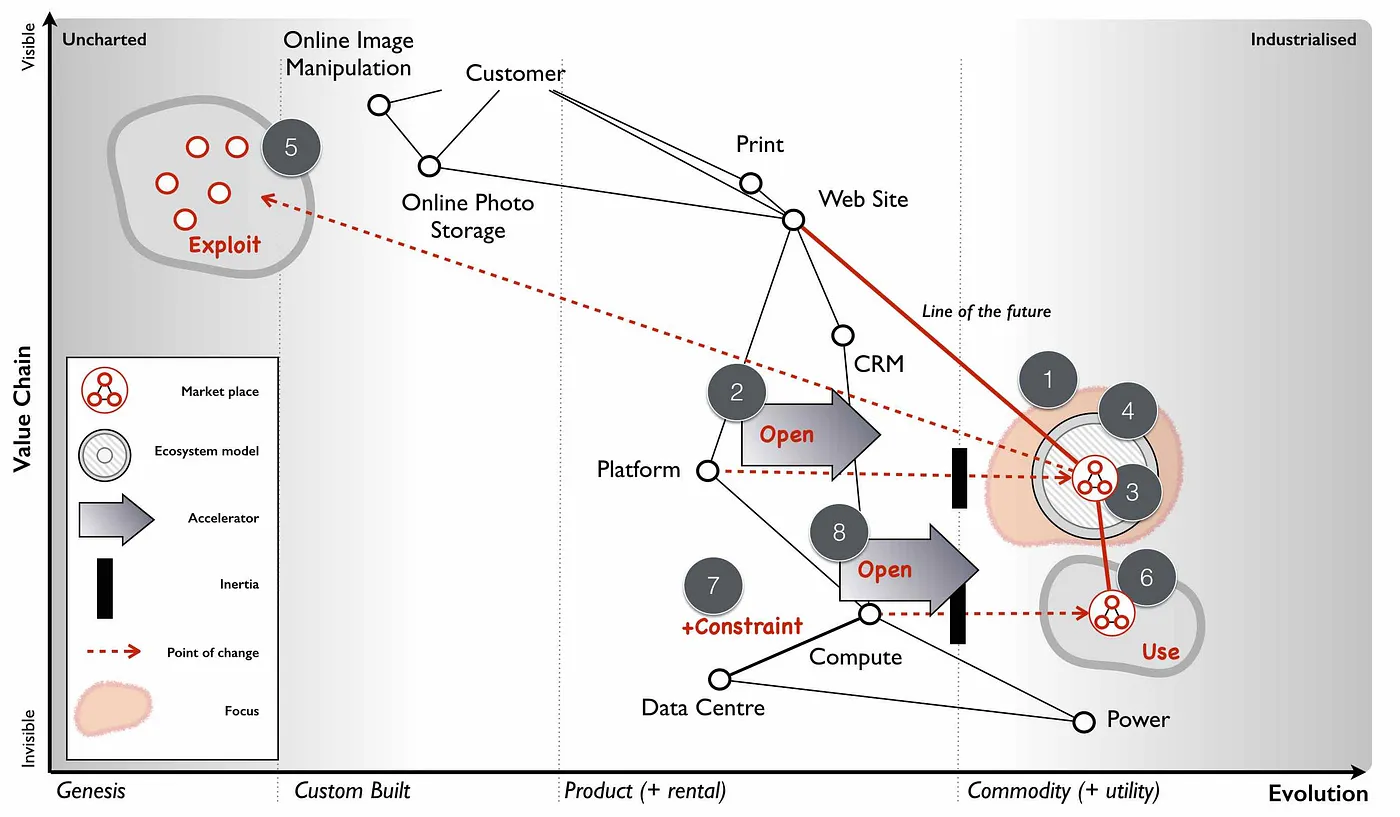 Visible
Uncharted
Industrialised
Online Image
Manipulation
Customer
5
Print
Web Site
Online Photo
Storage
Exploit
Line of the future
Value Chain
CRM
1
2
4
Market place
Open
Ecosystem model
Platform
3
Accelerator
8
Open
Inertia
7
6
+Constraint
Point of change
Use
Compute
Focus
Data Centre
Power
Invisible
Genesis
Custom Built
Product (+ rental)
Commodity (+ utility)
Evolution